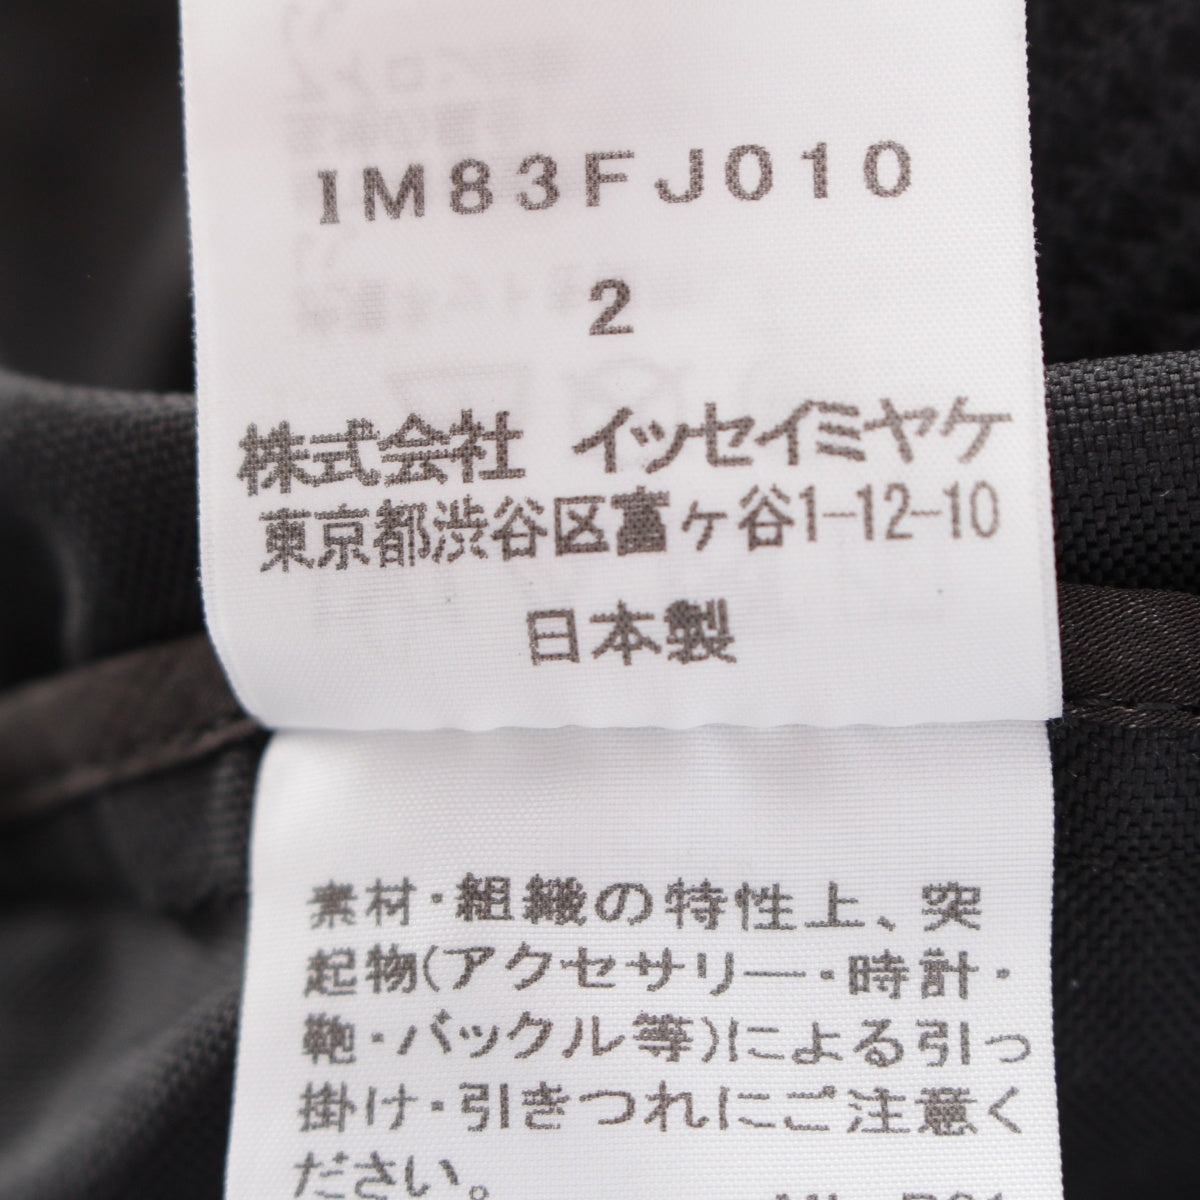 IM83FJ010
2
株式会社 イッセイミヤケ
東京都渋谷区富ヶ谷1-12-10
日本製
素材・組織の特性上、突
起物(アクセサリー・時計・
鞄・バックル等)による引っ
掛け・引きつれにご注意く
ださい。